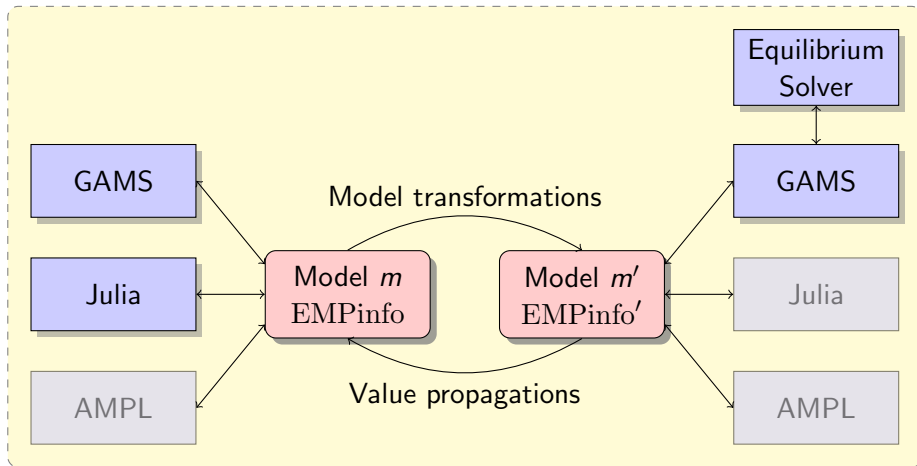 Equilibrium
Solver
GAMS
GAMS
Model transformations
Model m
EMPinfo
Model m′
EMPinfo′
Julia
Julia
Value propagations
AMPL
AMPL